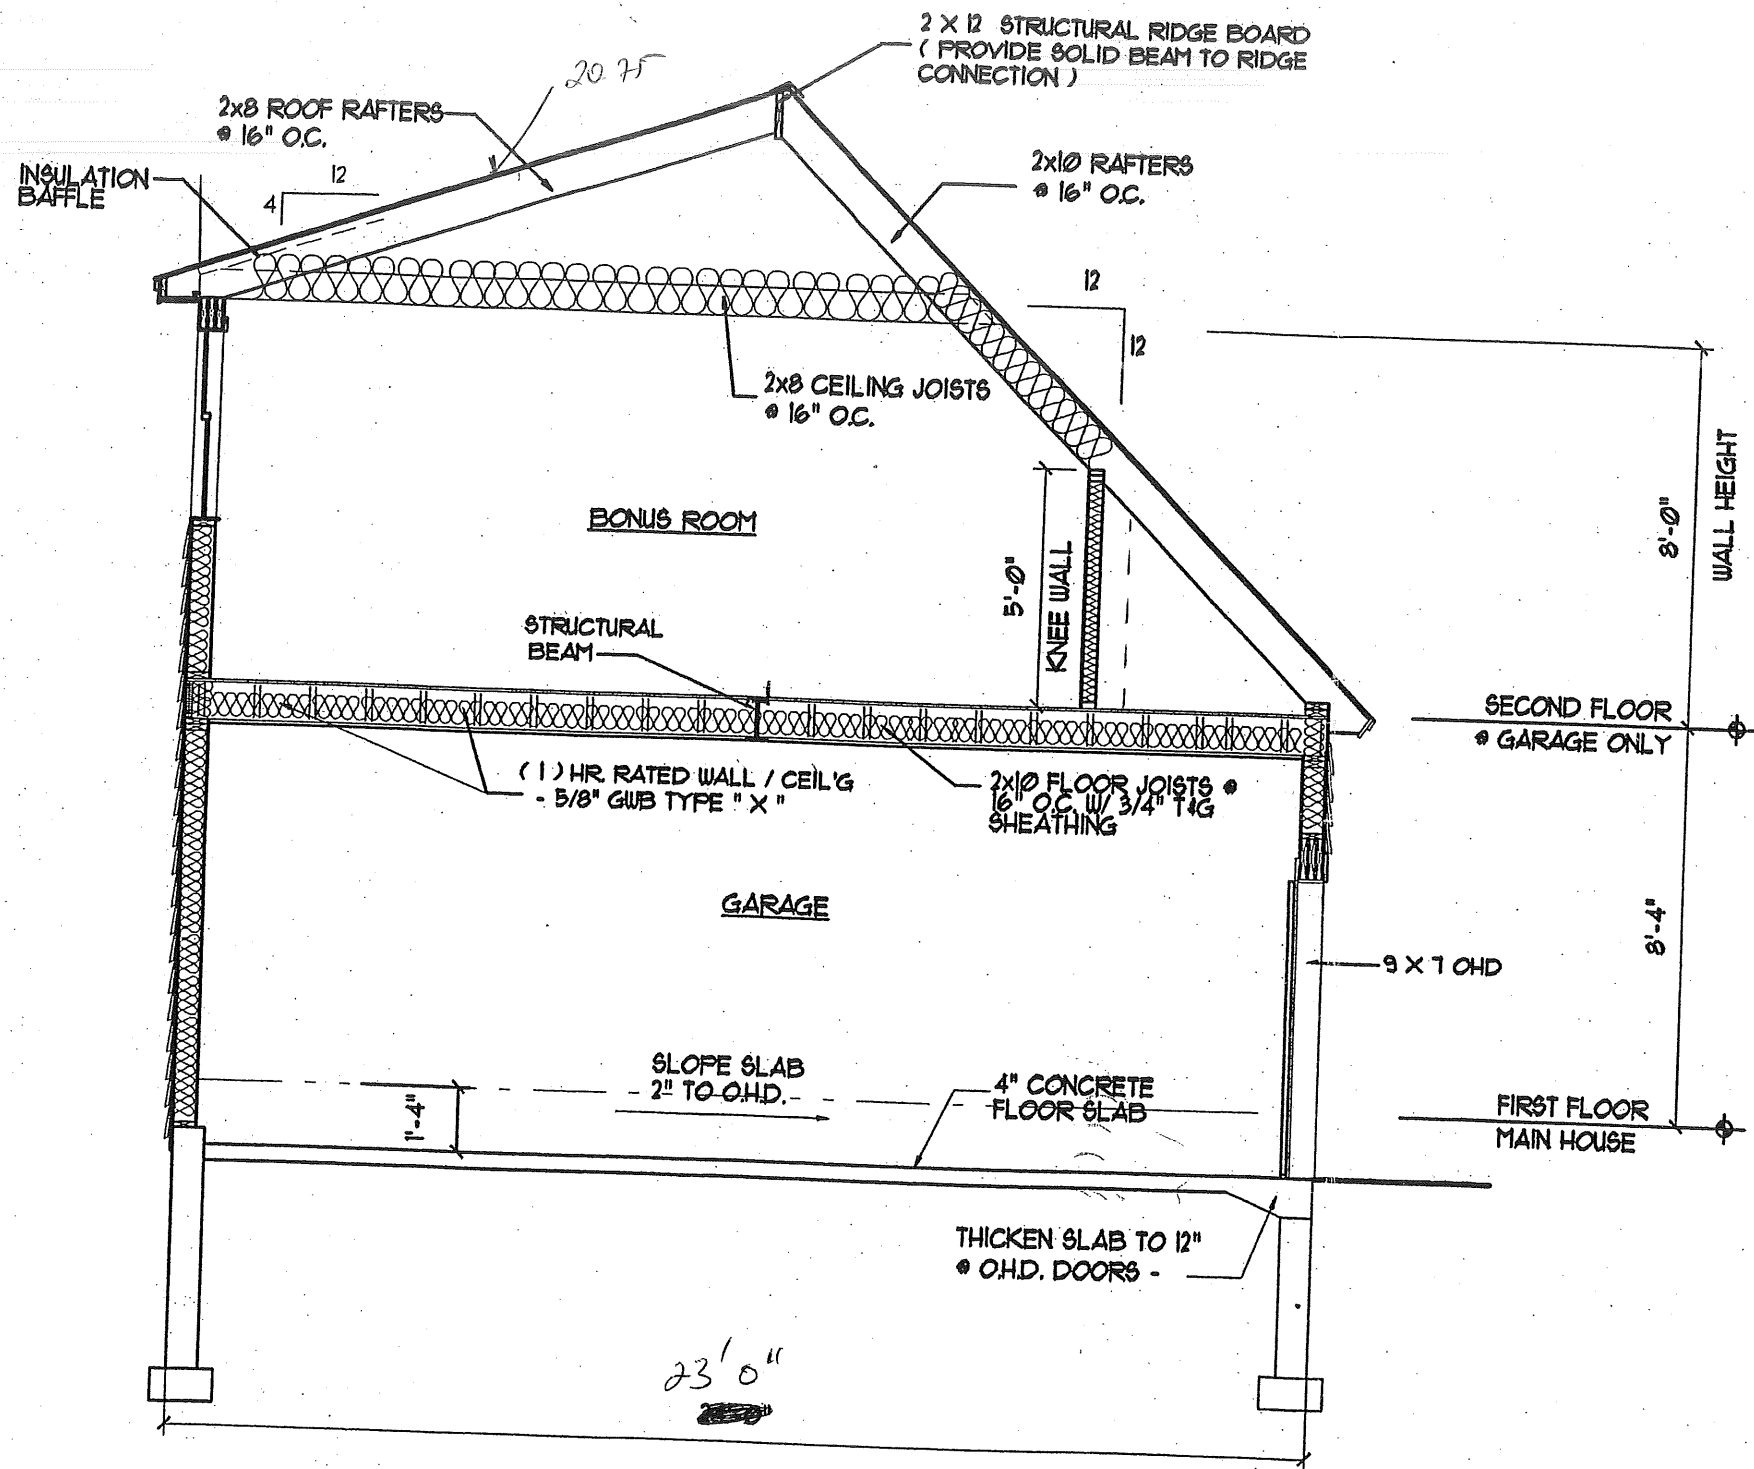 2 X 12 STRUCTURAL RIDGE BOARD
( PROVIDE SOLID BEAM TO RIDGE
CONNECTION )
20.75
2x8 ROOF RAFTERS
@ 16" O.C.
INSULATION
BAFFLE
12
4
2x10 RAFTERS
@ 16" O.C.
12
12
2x8 CEILING JOISTS
@ 16" O.C.
BONUS ROOM
5'-0"
KNEE WALL
8'-0"
WALL HEIGHT
STRUCTURAL
BEAM
SECOND FLOOR
@ GARAGE ONLY
( 1 ) HR. RATED WALL / CEIL'G
- 5/8" GWB TYPE " X "
2x10 FLOOR JOISTS @
16" O.C. W/ 3/4" T&G
SHEATHING
GARAGE
8'-4"
9 X 7 OHD
SLOPE SLAB
2" TO O.H.D.
1'-4"
4" CONCRETE
FLOOR SLAB
FIRST FLOOR
MAIN HOUSE
THICKEN SLAB TO 12"
@ O.H.D. DOORS -
23'0"